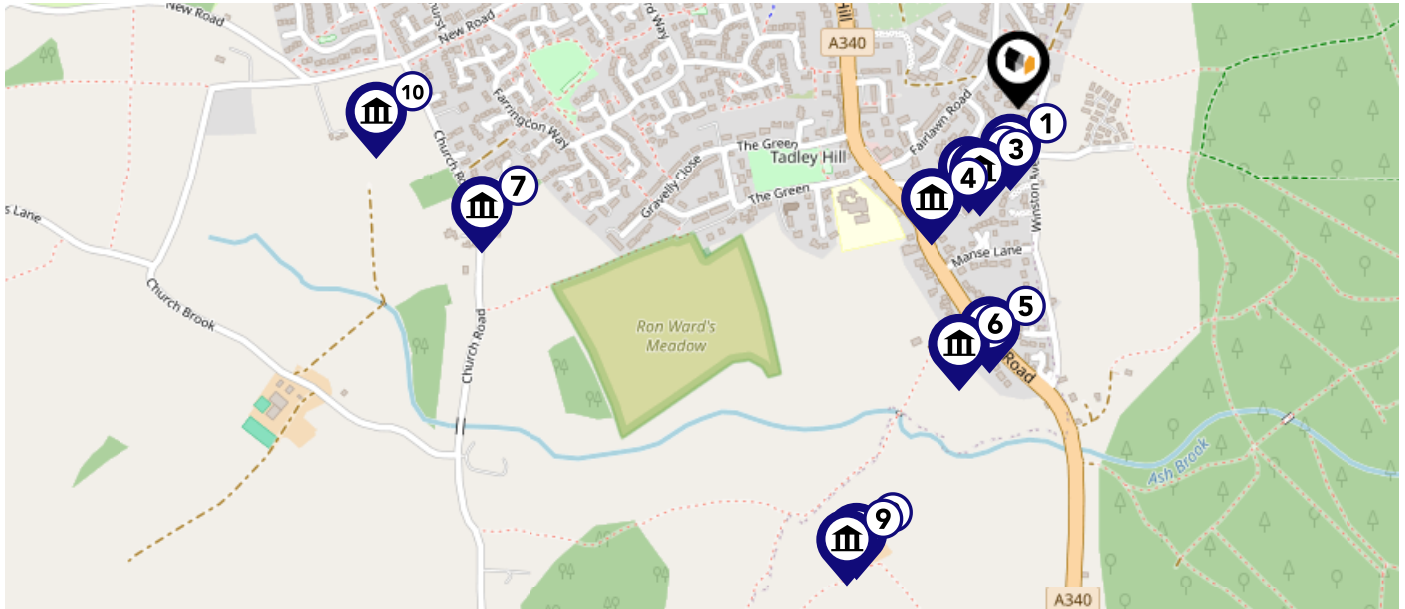 New Road
New Road
A340
10
Farringdon Way
Fairlawn Road
1
The Green
3
Tadley Hill
Church
4
7
Gravelly Close
The Green
Winston Ave
s Lane
Manse Lane
Church Brook
5
6
Ron Ward's
Meadow
Church Road
Road
Ash Brook
9
A340